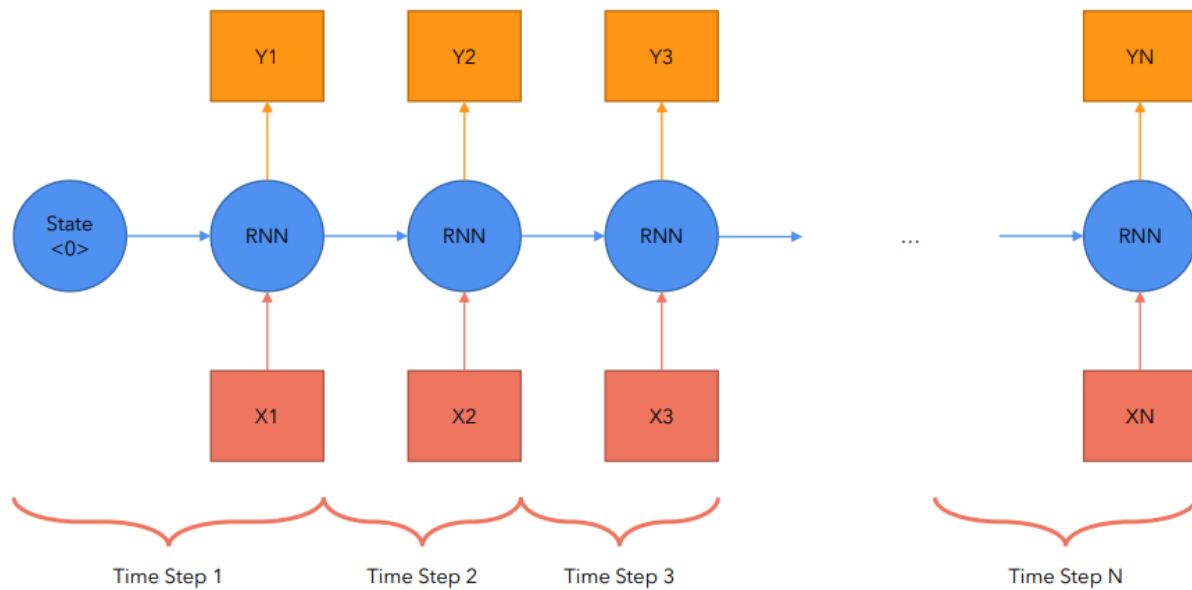 Y1
Y2
Y3
YN
State
<0>
RNN
RNN
RNN
...
RNN
X1
X2
X3
XN
Time Step 1
Time Step 2
Time Step 3
Time Step N